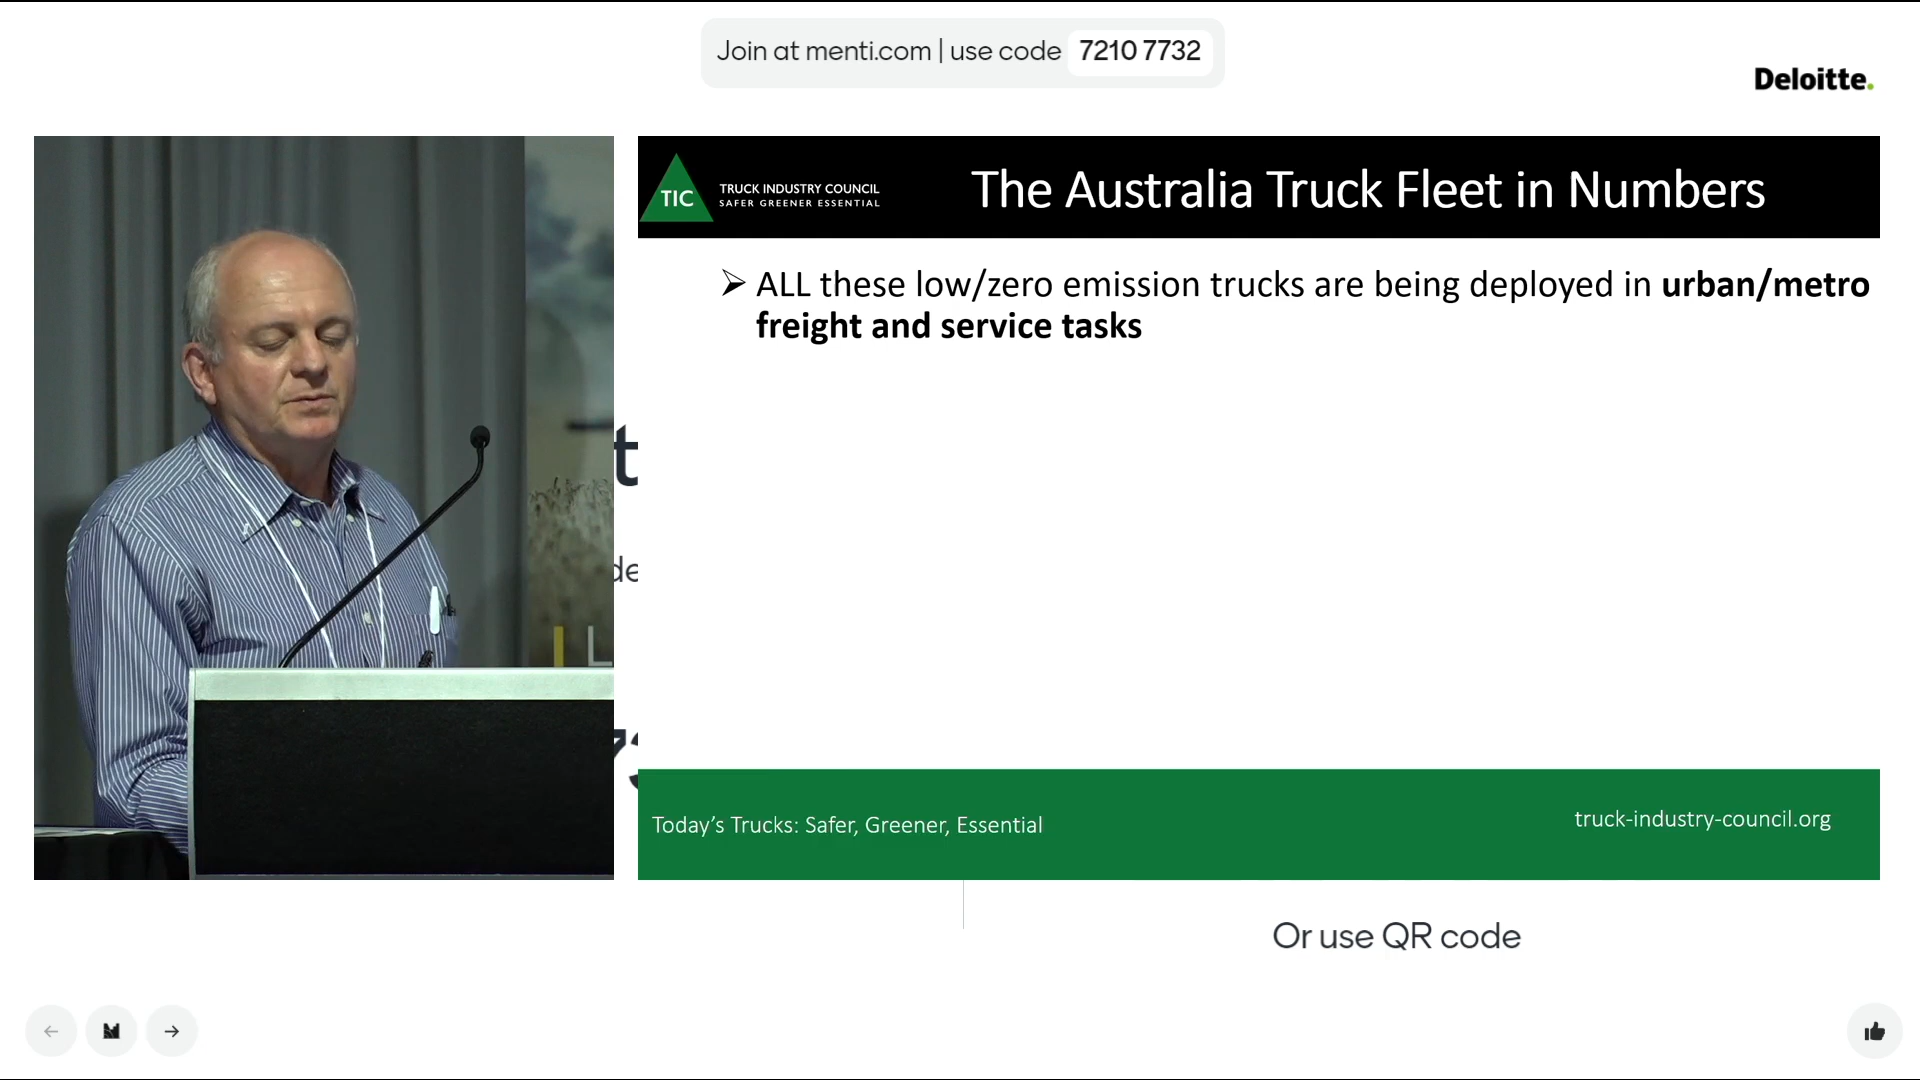 Join at menti.com | use code 7210 7732
Deloitte.
TIC
TRUCK INDUSTRY COUNCIL
SAFER GREENER ESSENTIAL
The Australia Truck Fleet in Numbers
ALL these low/zero emission trucks are being deployed in urban/metro
freight and service tasks
Today's Trucks: Safer, Greener, Essential
truck-industry-council.org
Or use QR code